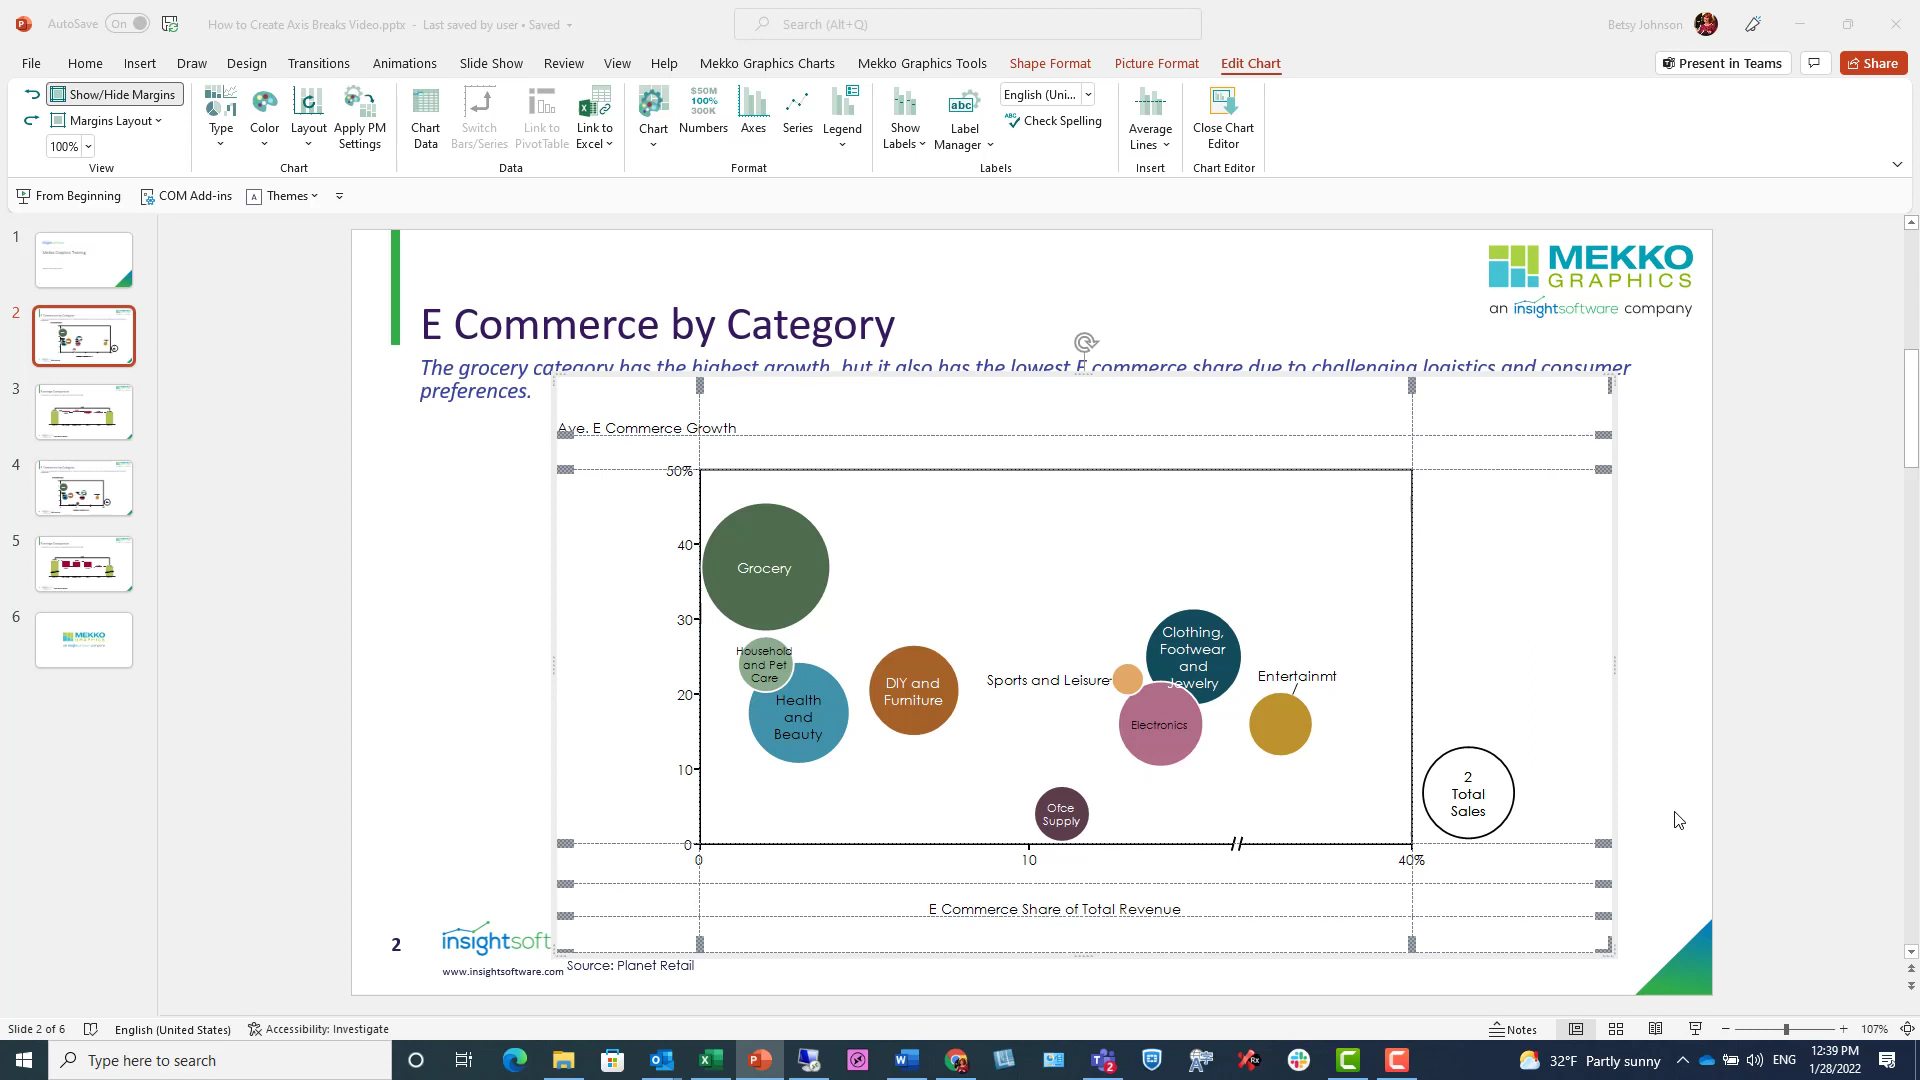 AutoSave On How to Create Axis Breaks Video.pptx - Last saved by user • Saved
Search (Alt+Q)
Betsy Johnson
File Home Insert Draw Design Transitions Animations Slide Show Review View Help Mekko Graphics Charts Mekko Graphics Tools Shape Format Picture Format Edit Chart
Present in Teams
Share
Show/Hide Margins
Margins Layout
100%
View
Type
Color
Layout
Apply PM
Settings
Chart
Chart
Data
Switch
Bars/Series
Link to
PivotTable
Link to
Excel
Data
Chart
$50M
100%
300K
Numbers
Axes
Series
Legend
Format
Show
Labels
abc
Label
Manager
English (Uni...
Check Spelling
Labels
Average
Lines
Insert
Close Chart
Editor
Chart Editor
From Beginning COM Add-ins Themes
1
2
3
4
5
6
MEKKO
GRAPHICS
an insightsoftware company
E Commerce by Category
The grocery category has the highest growth, but it also has the lowest E commerce share due to challenging logistics and consumer
preferences.
Ave. E Commerce Growth
50%
40
30
20
10
0
Grocery
Household
and Pet
Care
Health
and
Beauty
DIY and
Furniture
Sports and Leisure
Clothing,
Footwear
and
Jewelry
Electronics
Entertainmt
Ofce
Supply
2
Total
Sales
0 10 40%
E Commerce Share of Total Revenue
2
insightsoft
www.insightsoftware.com
Source: Planet Retail
Slide 2 of 6 English (United States) Accessibility: Investigate
Notes
107%
Type here to search
32°F Partly sunny
ENG
12:39 PM
1/28/2022